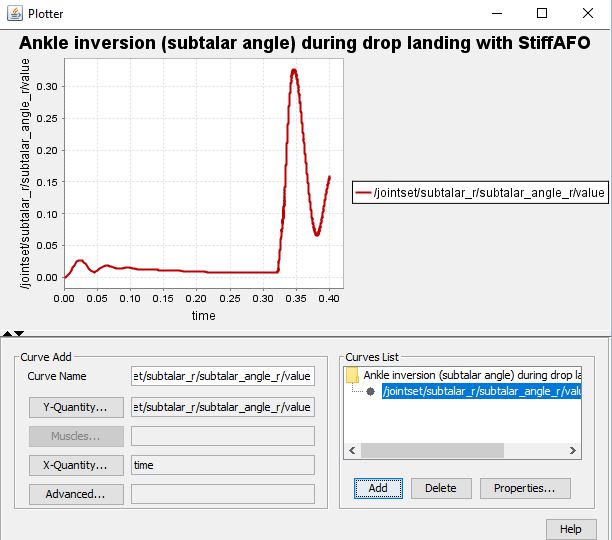 Plotter
Ankle inversion (subtalar angle) during drop landing with StiffAFO
/jointset/subtalar_r/subtalar_angle_r/value
0.30
0.25
0.20
0.15
0.10
0.05
0.00
0.00 0.05 0.10 0.15 0.20 0.25 0.30 0.35 0.40
time
/jointset/subtalar_r/subtalar_angle_r/value
Curve Add
Curve Name
et/subtalar_r/subtalar_angle_r/value
Y-Quantity...
et/subtalar_r/subtalar_angle_r/value
Muscles...
X-Quantity...
time
Advanced...
Curves List
Ankle inversion (subtalar angle) during drop la
/jointset/subtalar_r/subtalar_angle_r/valu
Add
Delete
Properties...
Help